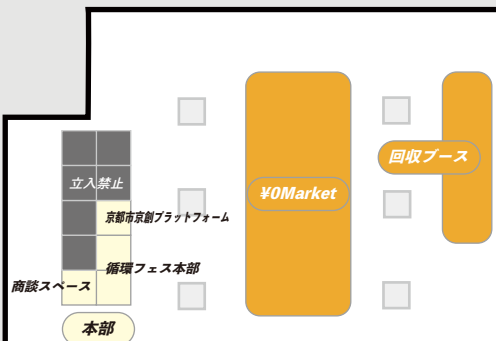 回収ブース
立入禁止
¥0Market
京都市京創プラットフォーム
循環フェス本部
商談スペース
本部